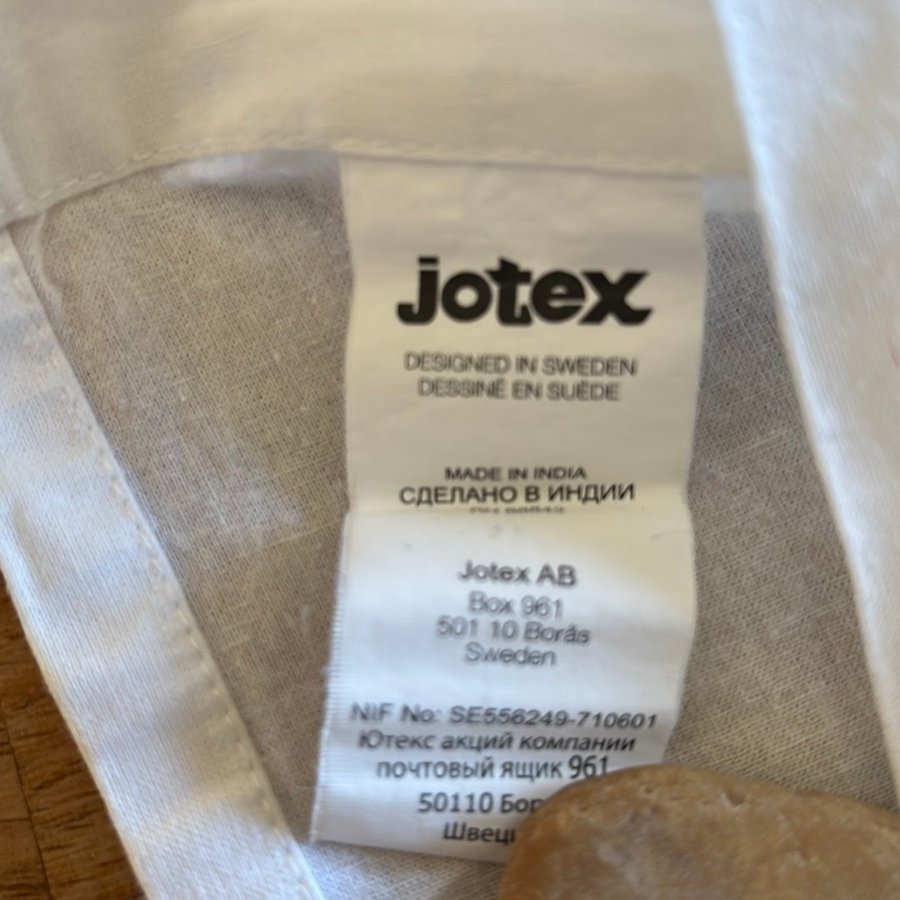 jotex
DESIGNED IN SWEDEN
DESSINÉ EN SUÈDE
MADE IN INDIA
СДЕЛАНО В ИНДИИ
Jotex AB
Box 961
501 10 Borås
Sweden
NIF No: SE556249-710601
Ютекс акций компании
почтовый ящик 961
50110